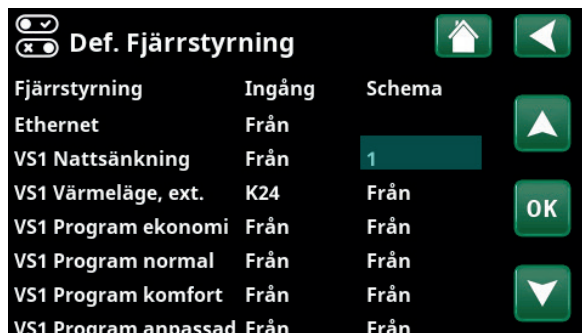 Def. Fjärrstyrning
Fjärrstyrning Ingång Schema
Ethernet Från
VS1 Nattsänkning Från 1
VS1 Värmeläge, ext. K24 Från
OK
VS1 Program ekonomi Från Från
VS1 Program normal Från Från
VS1 Program komfort Från Från
VS1 Program anpassad Från Från